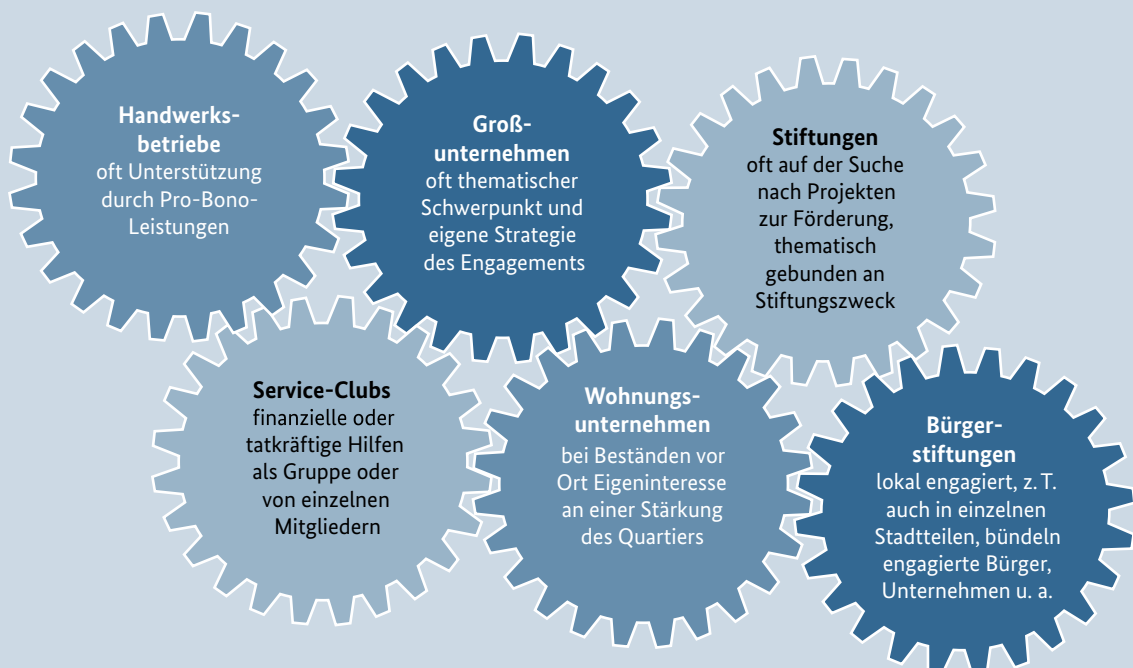 Handwerks-
betriebe
oft Unterstützung
durch Pro-Bono-
Leistungen
Groß-
unternehmen
oft thematischer
Schwerpunkt und
eigene Strategie
des Engagements
Stiftungen
oft auf der Suche
nach Projekten
zur Förderung,
thematisch
gebunden an
Stiftungszweck
Service-Clubs
finanzielle oder
tatkräftige Hilfen
als Gruppe oder
von einzelnen
Mitgliedern
Wohnungs-
unternehmen
bei Beständen vor
Ort Eigeninteresse
an einer Stärkung
des Quartiers
Bürger-
stiftungen
lokal engagiert, z. T.
auch in einzelnen
Stadtteilen, bündeln
engagierte Bürger,
Unternehmen u. a.